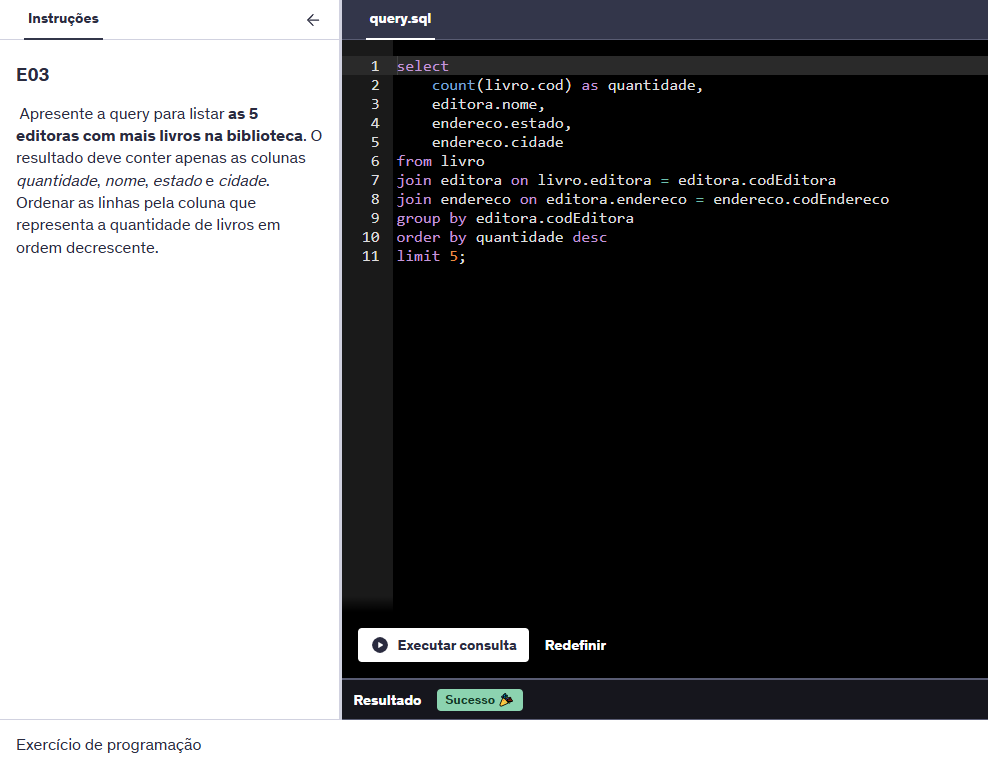 Instruções
E03
Apresente a query para listar as 5
editoras com mais livros na biblioteca. O
resultado deve conter apenas as colunas
quantidade, nome, estado e cidade.
Ordenar as linhas pela coluna que
representa a quantidade de livros em
ordem decrescente.
query.sql
1 select
2     count(livro.cod) as quantidade,
3     editora.nome,
4     endereco.estado,
5     endereco.cidade
6 from livro
7 join editora on livro.editora = editora.codEditora
8 join endereco on editora.endereco = endereco.codEndereco
9 group by editora.codEditora
10 order by quantidade desc
11 limit 5;
Executar consulta Redefinir
Resultado Sucesso
Exercício de programação